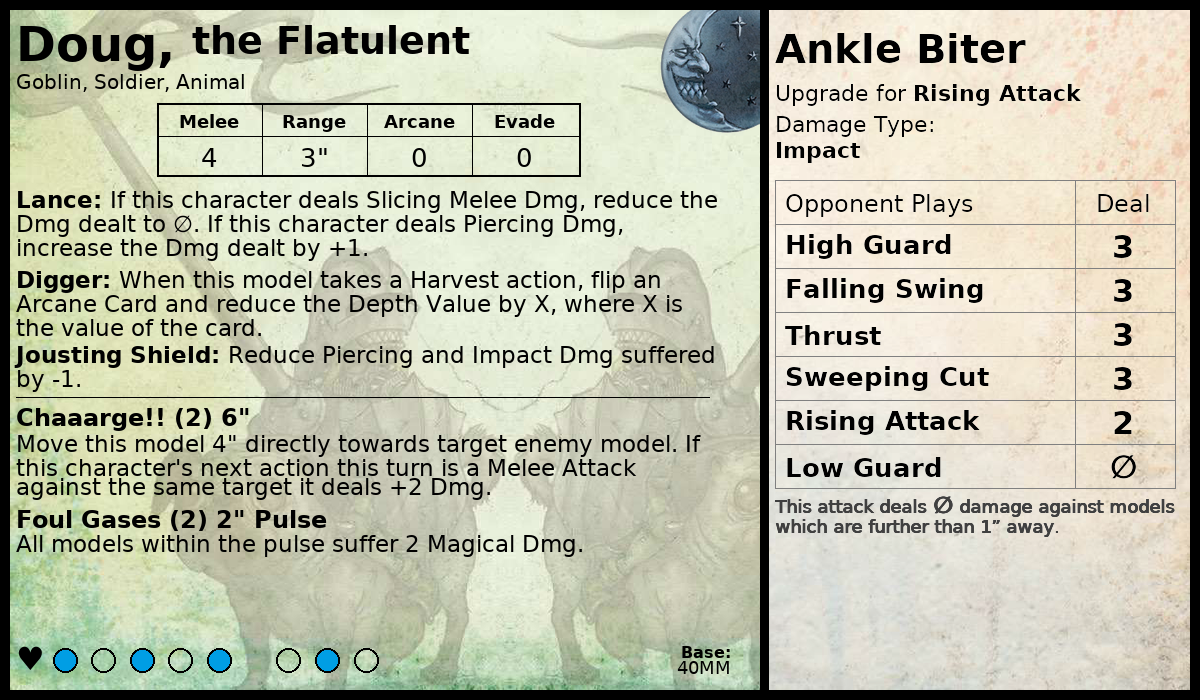 Doug, the Flatulent
Goblin, Soldier, Animal
Melee Range Arcane Evade
4 3" 0 0
Lance: If this character deals Slicing Melee Dmg, reduce the
Dmg dealt to ∅. If this character deals Piercing Dmg,
increase the Dmg dealt by +1.
Digger: When this model takes a Harvest action, flip an
Arcane Card and reduce the Depth Value by X, where X is
the value of the card.
Jousting Shield: Reduce Piercing and Impact Dmg suffered
by -1.
Chaaarge!! (2) 6"
Move this model 4" directly towards target enemy model. If
this character's next action this turn is a Melee Attack
against the same target it deals +2 Dmg.
Foul Gases (2) 2" Pulse
All models within the pulse suffer 2 Magical Dmg.
Base:
40MM
Ankle Biter
Upgrade for Rising Attack
Damage Type:
Impact
Opponent Plays Deal
High Guard 3
Falling Swing 3
Thrust 3
Sweeping Cut 3
Rising Attack 2
Low Guard ∅
This attack deals ∅ damage against models
which are further than 1” away.